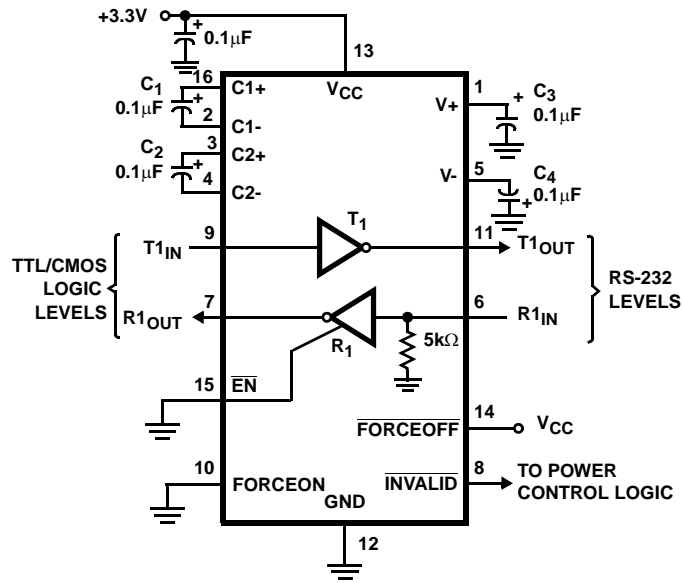 +3.3V
0.1µF
13
16
C1
0.1µF
C1+
VCC
1
V+
C3
0.1µF
2
C1-
3
C2
0.1µF
C2+
4
C2-
5
V-
C4
0.1µF
T1
9
T1IN
11
T1OUT
TTL/CMOS
LOGIC
LEVELS
RS-232
LEVELS
7
R1OUT
R1
5kΩ
6
R1IN
15
EN
14
FORCEOFF
VCC
10
FORCEON
8
INVALID
TO POWER
CONTROL LOGIC
GND
12